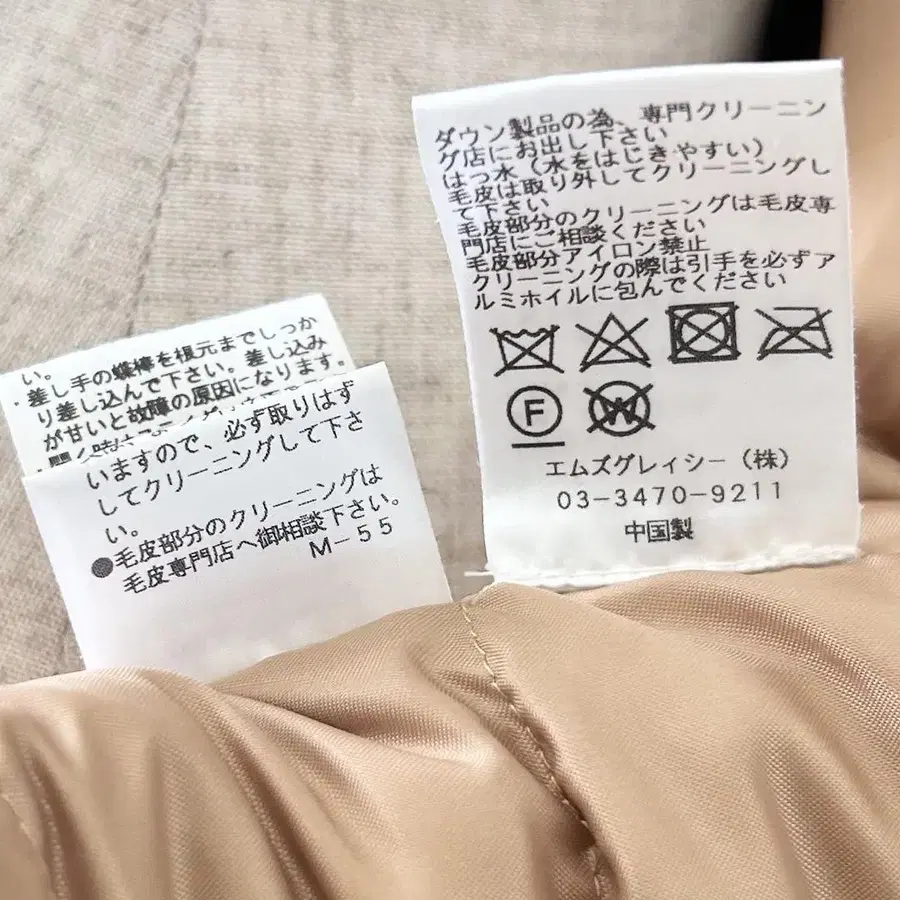 ダウン製品の為、専門クリーニン
グ店にお出し下さい
はっ水（水をはじきやすい）
毛皮は取り外してクリーニングし
て下さい
毛皮部分のクリーニングは毛皮専
門店にご相談ください
毛皮部分アイロン禁止
クリーニングの際は引手を必ずア
ルミホイルに包んでください
F
W
エムズグレイシー（株）
03-3470-9211
中国製
い。
．差し手の蝶棒を根元までしっか
り差し込んで下さい。差し込み
が甘いと故障の原因になります。
いますので、必ず取りはず
してクリーニングして下さ
い。
●毛皮部分のクリーニングは
毛皮専門店へ御相談下さい。
M-55